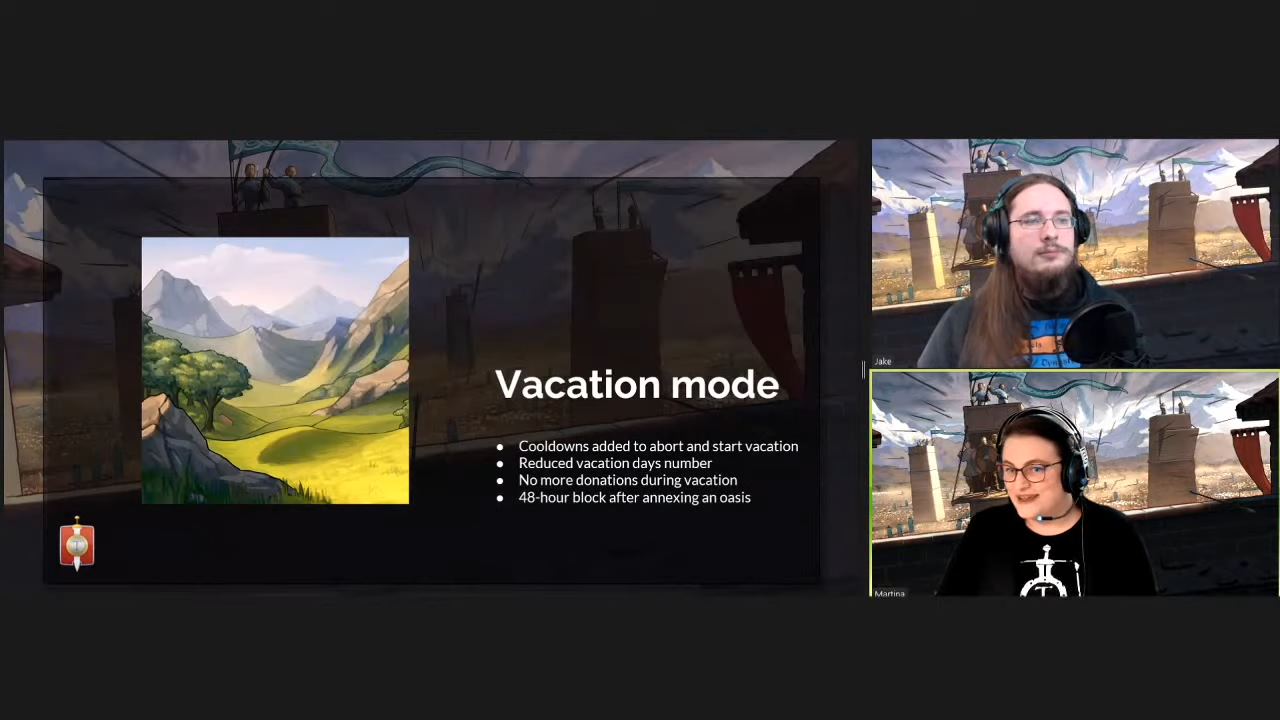 Vacation mode
● Cooldowns added to abort and start vacation
● Reduced vacation days number
● No more donations during vacation
● 48-hour block after annexing an oasis
Jake
Martina